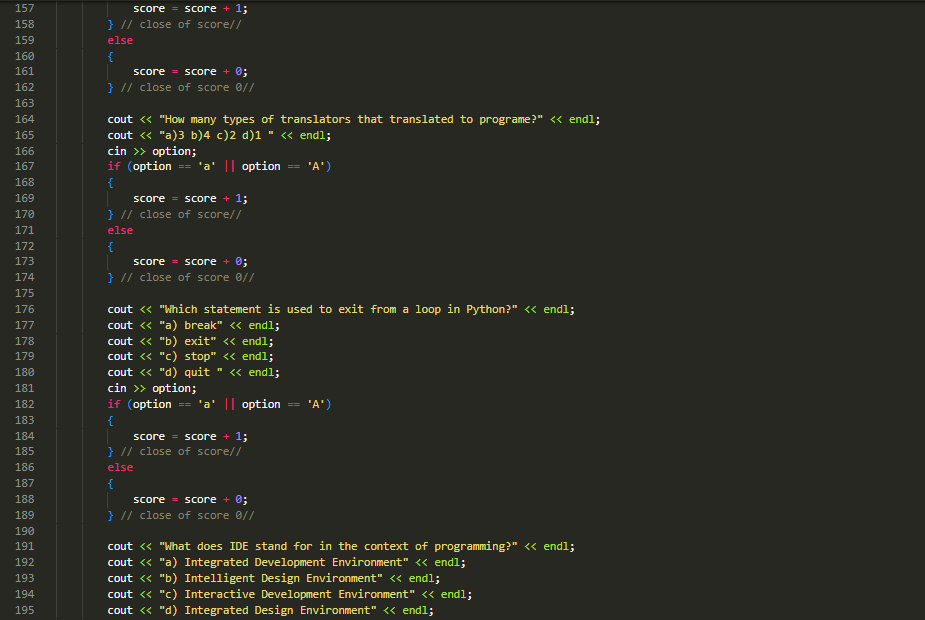 157 score = score + 1;
158 } // close of score//
159 else
160 {
161 score = score + 0;
162 } // close of score 0//
163
164 cout << "How many types of translators that translated to programe?" << endl;
165 cout << "a)3 b)4 c)2 d)1 " << endl;
166 cin >> option;
167 if (option == 'a' || option == 'A')
168 {
169 score = score + 1;
170 } // close of score//
171 else
172 {
173 score = score + 0;
174 } // close of score 0//
175
176 cout << "Which statement is used to exit from a loop in Python?" << endl;
177 cout << "a) break" << endl;
178 cout << "b) exit" << endl;
179 cout << "c) stop" << endl;
180 cout << "d) quit " << endl;
181 cin >> option;
182 if (option == 'a' || option == 'A')
183 {
184 score = score + 1;
185 } // close of score//
186 else
187 {
188 score = score + 0;
189 } // close of score 0//
190
191 cout << "What does IDE stand for in the context of programming?" << endl;
192 cout << "a) Integrated Development Environment" << endl;
193 cout << "b) Intelligent Design Environment" << endl;
194 cout << "c) Interactive Development Environment" << endl;
195 cout << "d) Integrated Design Environment" << endl;